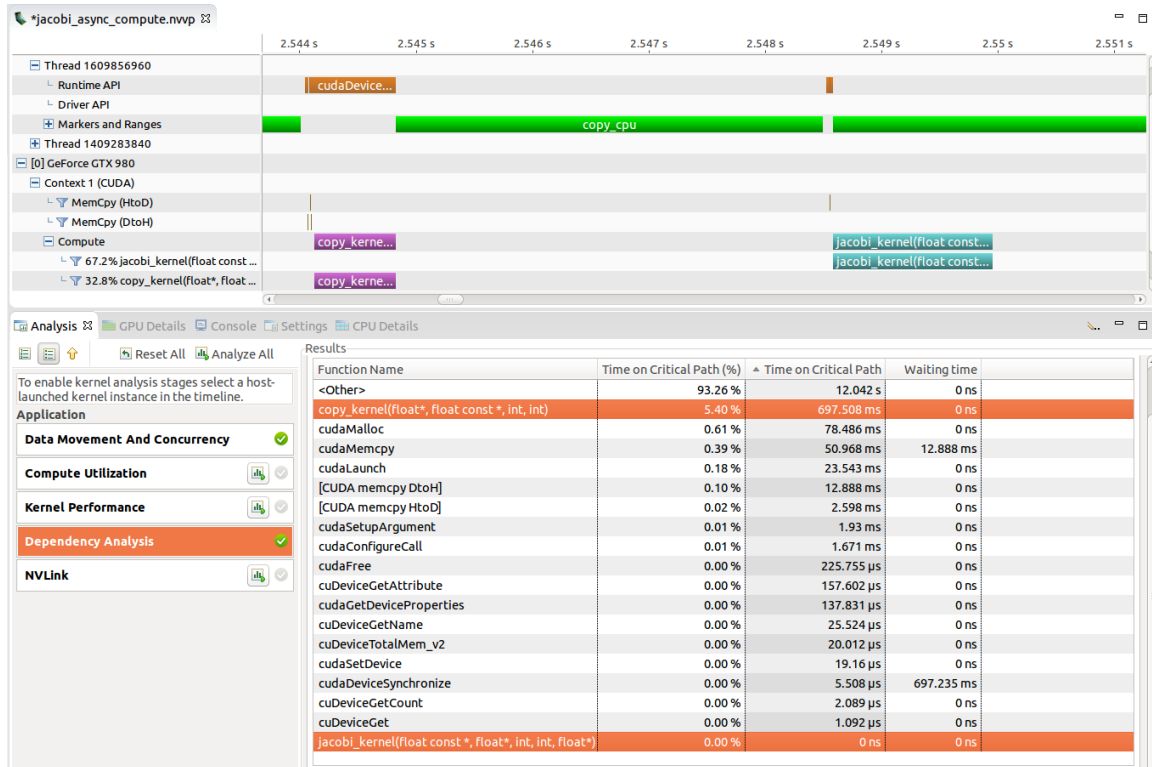 *jacobi_async_compute.nvvp
2.544 s 2.545 s 2.546 s 2.547 s 2.548 s 2.549 s 2.55 s 2.551 s
Thread 1609856960
Runtime API cudaDevice...
Driver API
Markers and Ranges copy_cpu
Thread 1409283840
[0] GeForce GTX 980
Context 1 (CUDA)
MemCpy (HtoD)
MemCpy (DtoH)
Compute copy_kerne... jacobi_kernel(float const...
67.2% jacobi_kernel(float const ... jacobi_kernel(float const...
32.8% copy_kernel(float*, float ... copy_kerne...
Analysis GPU Details Console Settings CPU Details
Reset All Analyze All
To enable kernel analysis stages select a host-
launched kernel instance in the timeline.
Application
Data Movement And Concurrency
Compute Utilization
Kernel Performance
Dependency Analysis
NVLink
Results
Function Name Time on Critical Path (%) Time on Critical Path Waiting time
<Other> 93.26 % 12.042 s 0 ns
copy_kernel(float*, float const *, int, int) 5.40 % 697.508 ms 0 ns
cudaMalloc 0.61 % 78.486 ms 0 ns
cudaMemcpy 0.39 % 50.968 ms 12.888 ms
cudaLaunch 0.18 % 23.543 ms 0 ns
[CUDA memcpy DtoH] 0.10 % 12.888 ms 0 ns
[CUDA memcpy HtoD] 0.02 % 2.598 ms 0 ns
cudaSetupArgument 0.01 % 1.93 ms 0 ns
cudaConfigureCall 0.01 % 1.671 ms 0 ns
cudaFree 0.00 % 225.755 µs 0 ns
cuDeviceGetAttribute 0.00 % 157.602 µs 0 ns
cudaGetDeviceProperties 0.00 % 137.831 µs 0 ns
cuDeviceGetName 0.00 % 25.524 µs 0 ns
cuDeviceTotalMem_v2 0.00 % 20.012 µs 0 ns
cudaSetDevice 0.00 % 19.16 µs 0 ns
cudaDeviceSynchronize 0.00 % 5.508 µs 697.235 ms
cuDeviceGetCount 0.00 % 2.089 µs 0 ns
cuDeviceGet 0.00 % 1.092 µs 0 ns
jacobi_kernel(float const *, float*, int, int, float*) 0.00 % 0 ns 0 ns